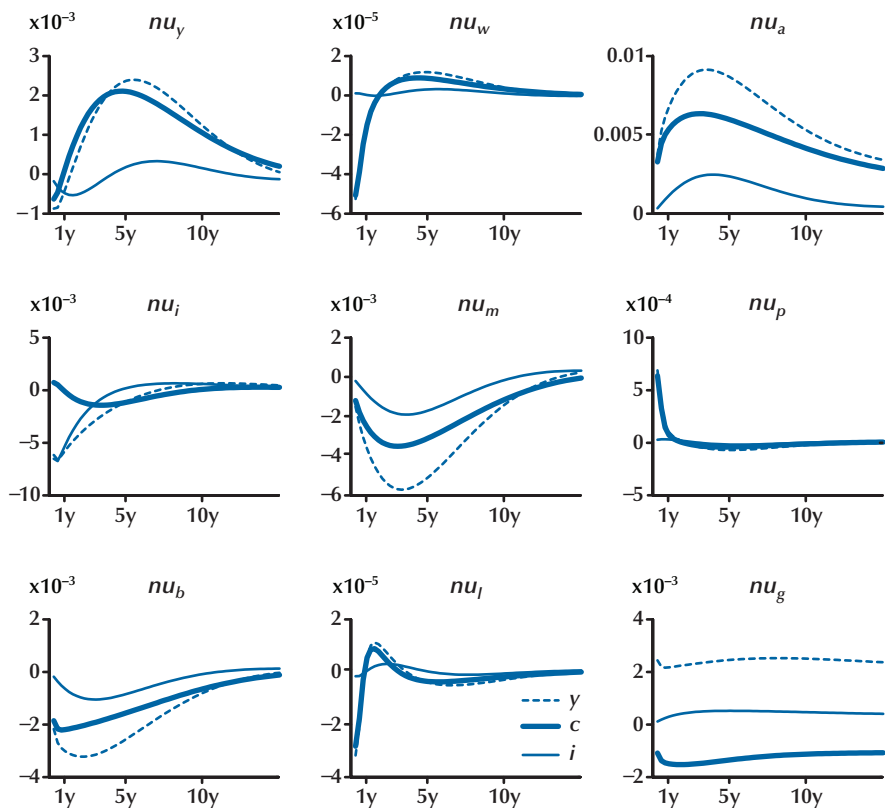 x10⁻³ nu_y
3
2
1
0
−1
1y 5y 10y
x10⁻⁵ nu_w
2
0
−2
−4
−6
1y 5y 10y
nu_a
0.01
0.005
0
1y 5y 10y
x10⁻³ nu_i
5
0
−5
−10
1y 5y 10y
x10⁻³ nu_m
2
0
−2
−4
−6
1y 5y 10y
x10⁻⁴ nu_p
10
5
0
−5
1y 5y 10y
x10⁻³ nu_b
2
0
−2
−4
1y 5y 10y
x10⁻⁵ nu_l
2
0
−2
−4
y
c
i
1y 5y 10y
x10⁻³ nu_g
4
2
0
−2
1y 5y 10y